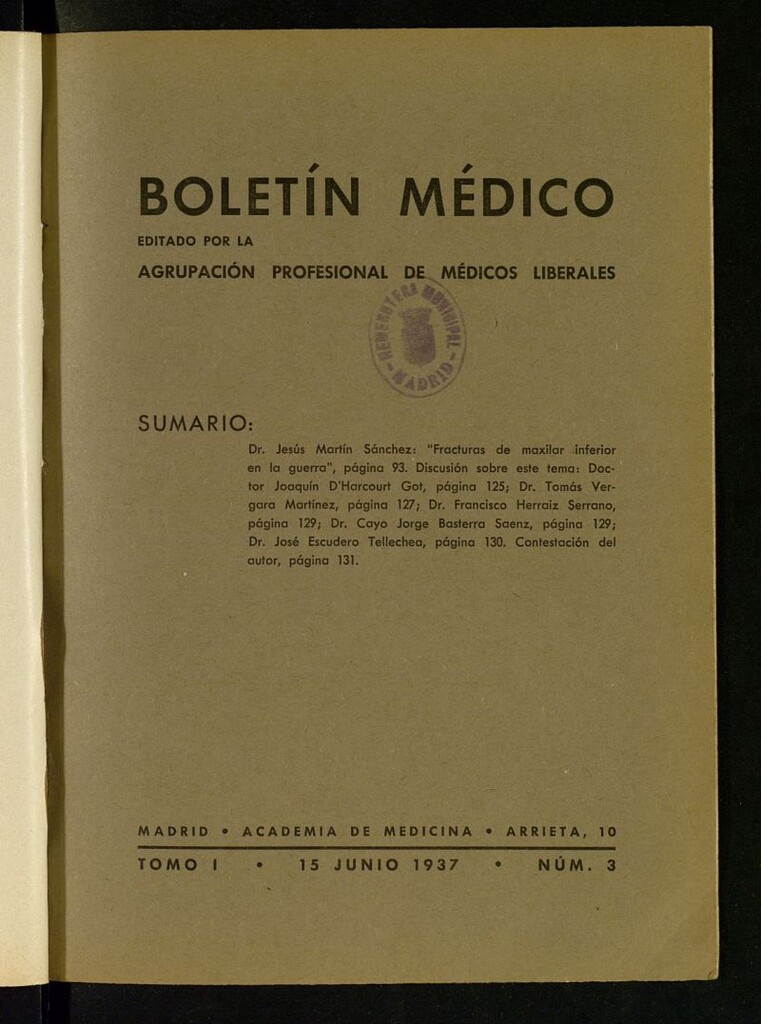 BOLETÍN MÉDICO
EDITADO POR LA
AGRUPACIÓN PROFESIONAL DE MÉDICOS LIBERALES
HEMEROTECA MUNICIPAL
- MADRID -
SUMARIO:
Dr. Jesús Martín Sánchez: "Fracturas de maxilar inferior
en la guerra", página 93. Discusión sobre este tema: Doc-
tor Joaquín D'Harcourt Got, página 125; Dr. Tomás Ver-
gara Martínez, página 127; Dr. Francisco Herraiz Serrano,
página 129; Dr. Cayo Jorge Basterra Saenz, página 129;
Dr. José Escudero Tellechea, página 130. Contestación del
autor, página 131.
MADRID • ACADEMIA DE MEDICINA • ARRIETA, 10
TOMO I • 15 JUNIO 1937 • NÚM. 3